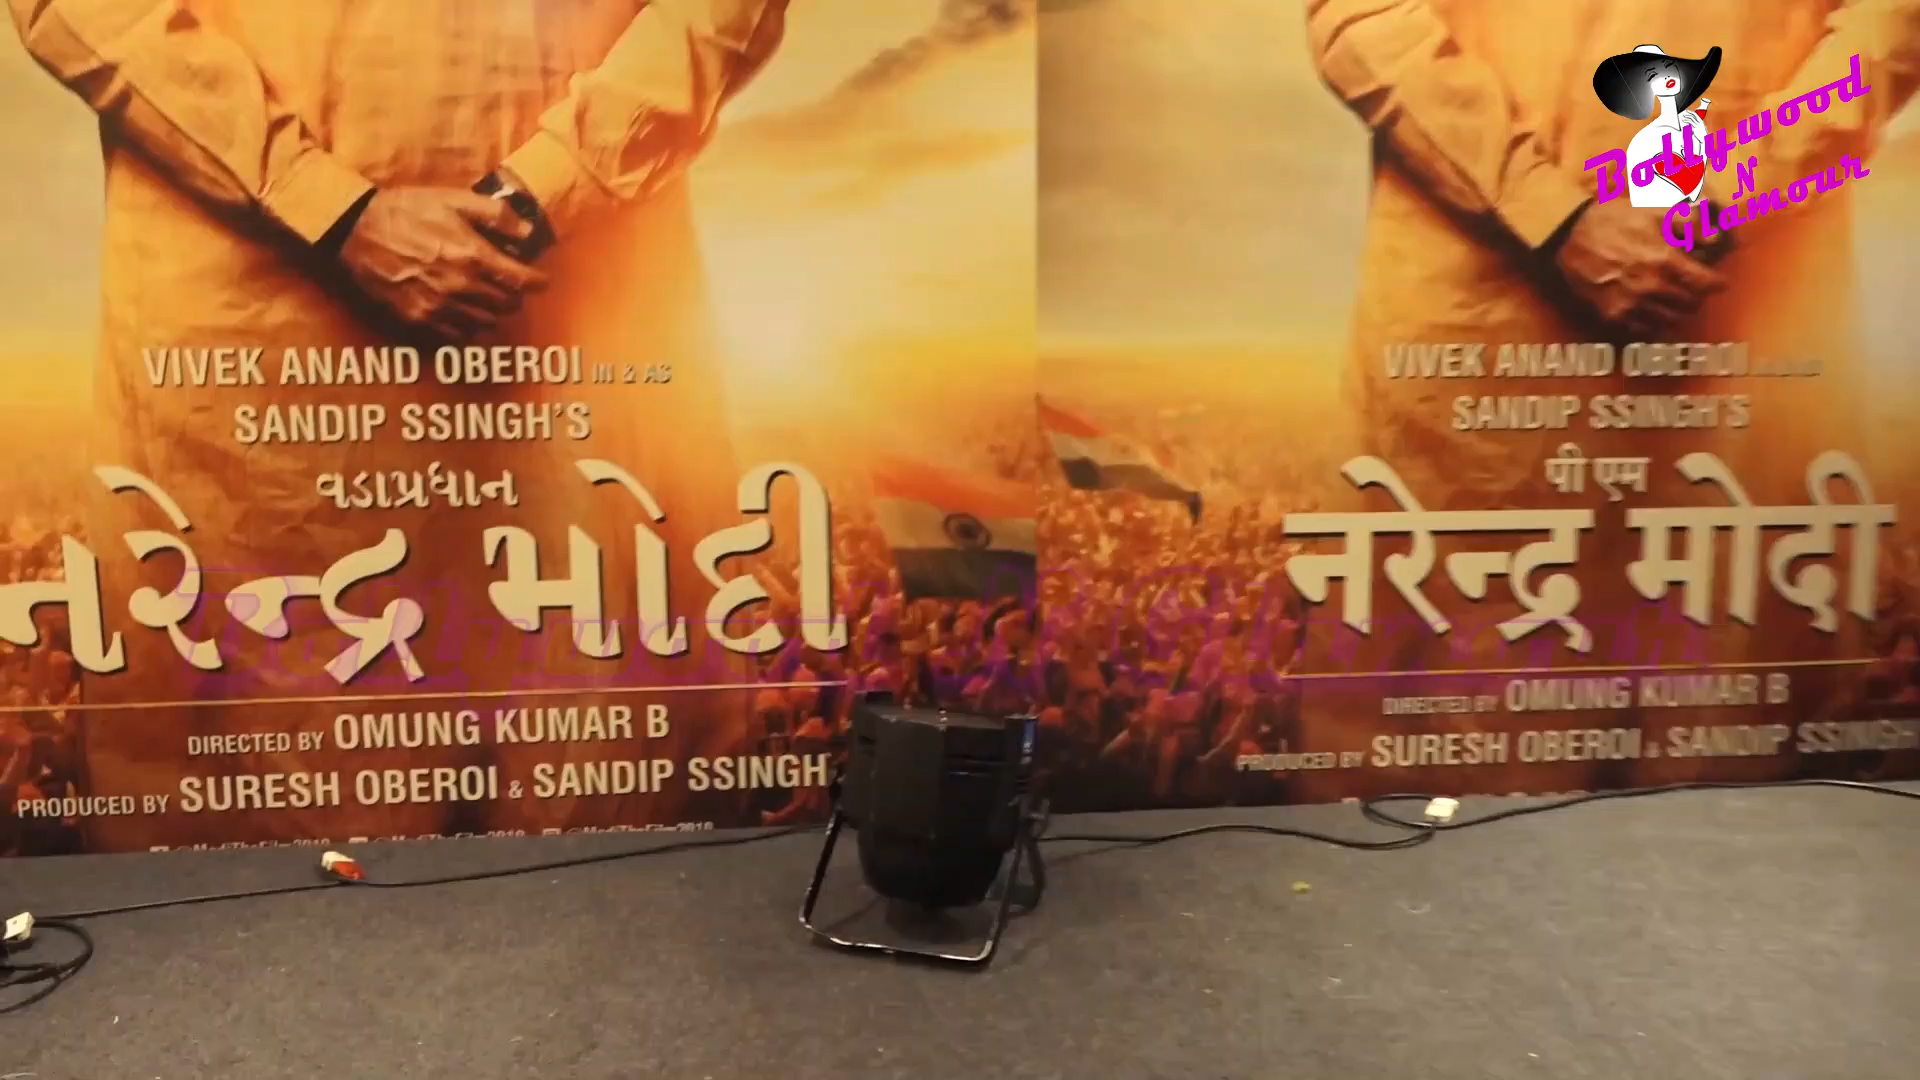 VIVEK ANAND OBEROI IN & AS
SANDIP SSINGH'S
વડાપ્રધાન
નરેન્દ્ર મોદી
DIRECTED BY OMUNG KUMAR B
PRODUCED BY SURESH OBEROI & SANDIP SSINGH
VIVEK ANAND OBEROI
SANDIP SSINGH'S
पी एम
नरेन्द्र मोदी
DIRECTED BY OMUNG KUMAR B
PRODUCED BY SURESH OBEROI & SANDIP SSINGH
Bollywood
N
Glamour
Bollywood N Glamour